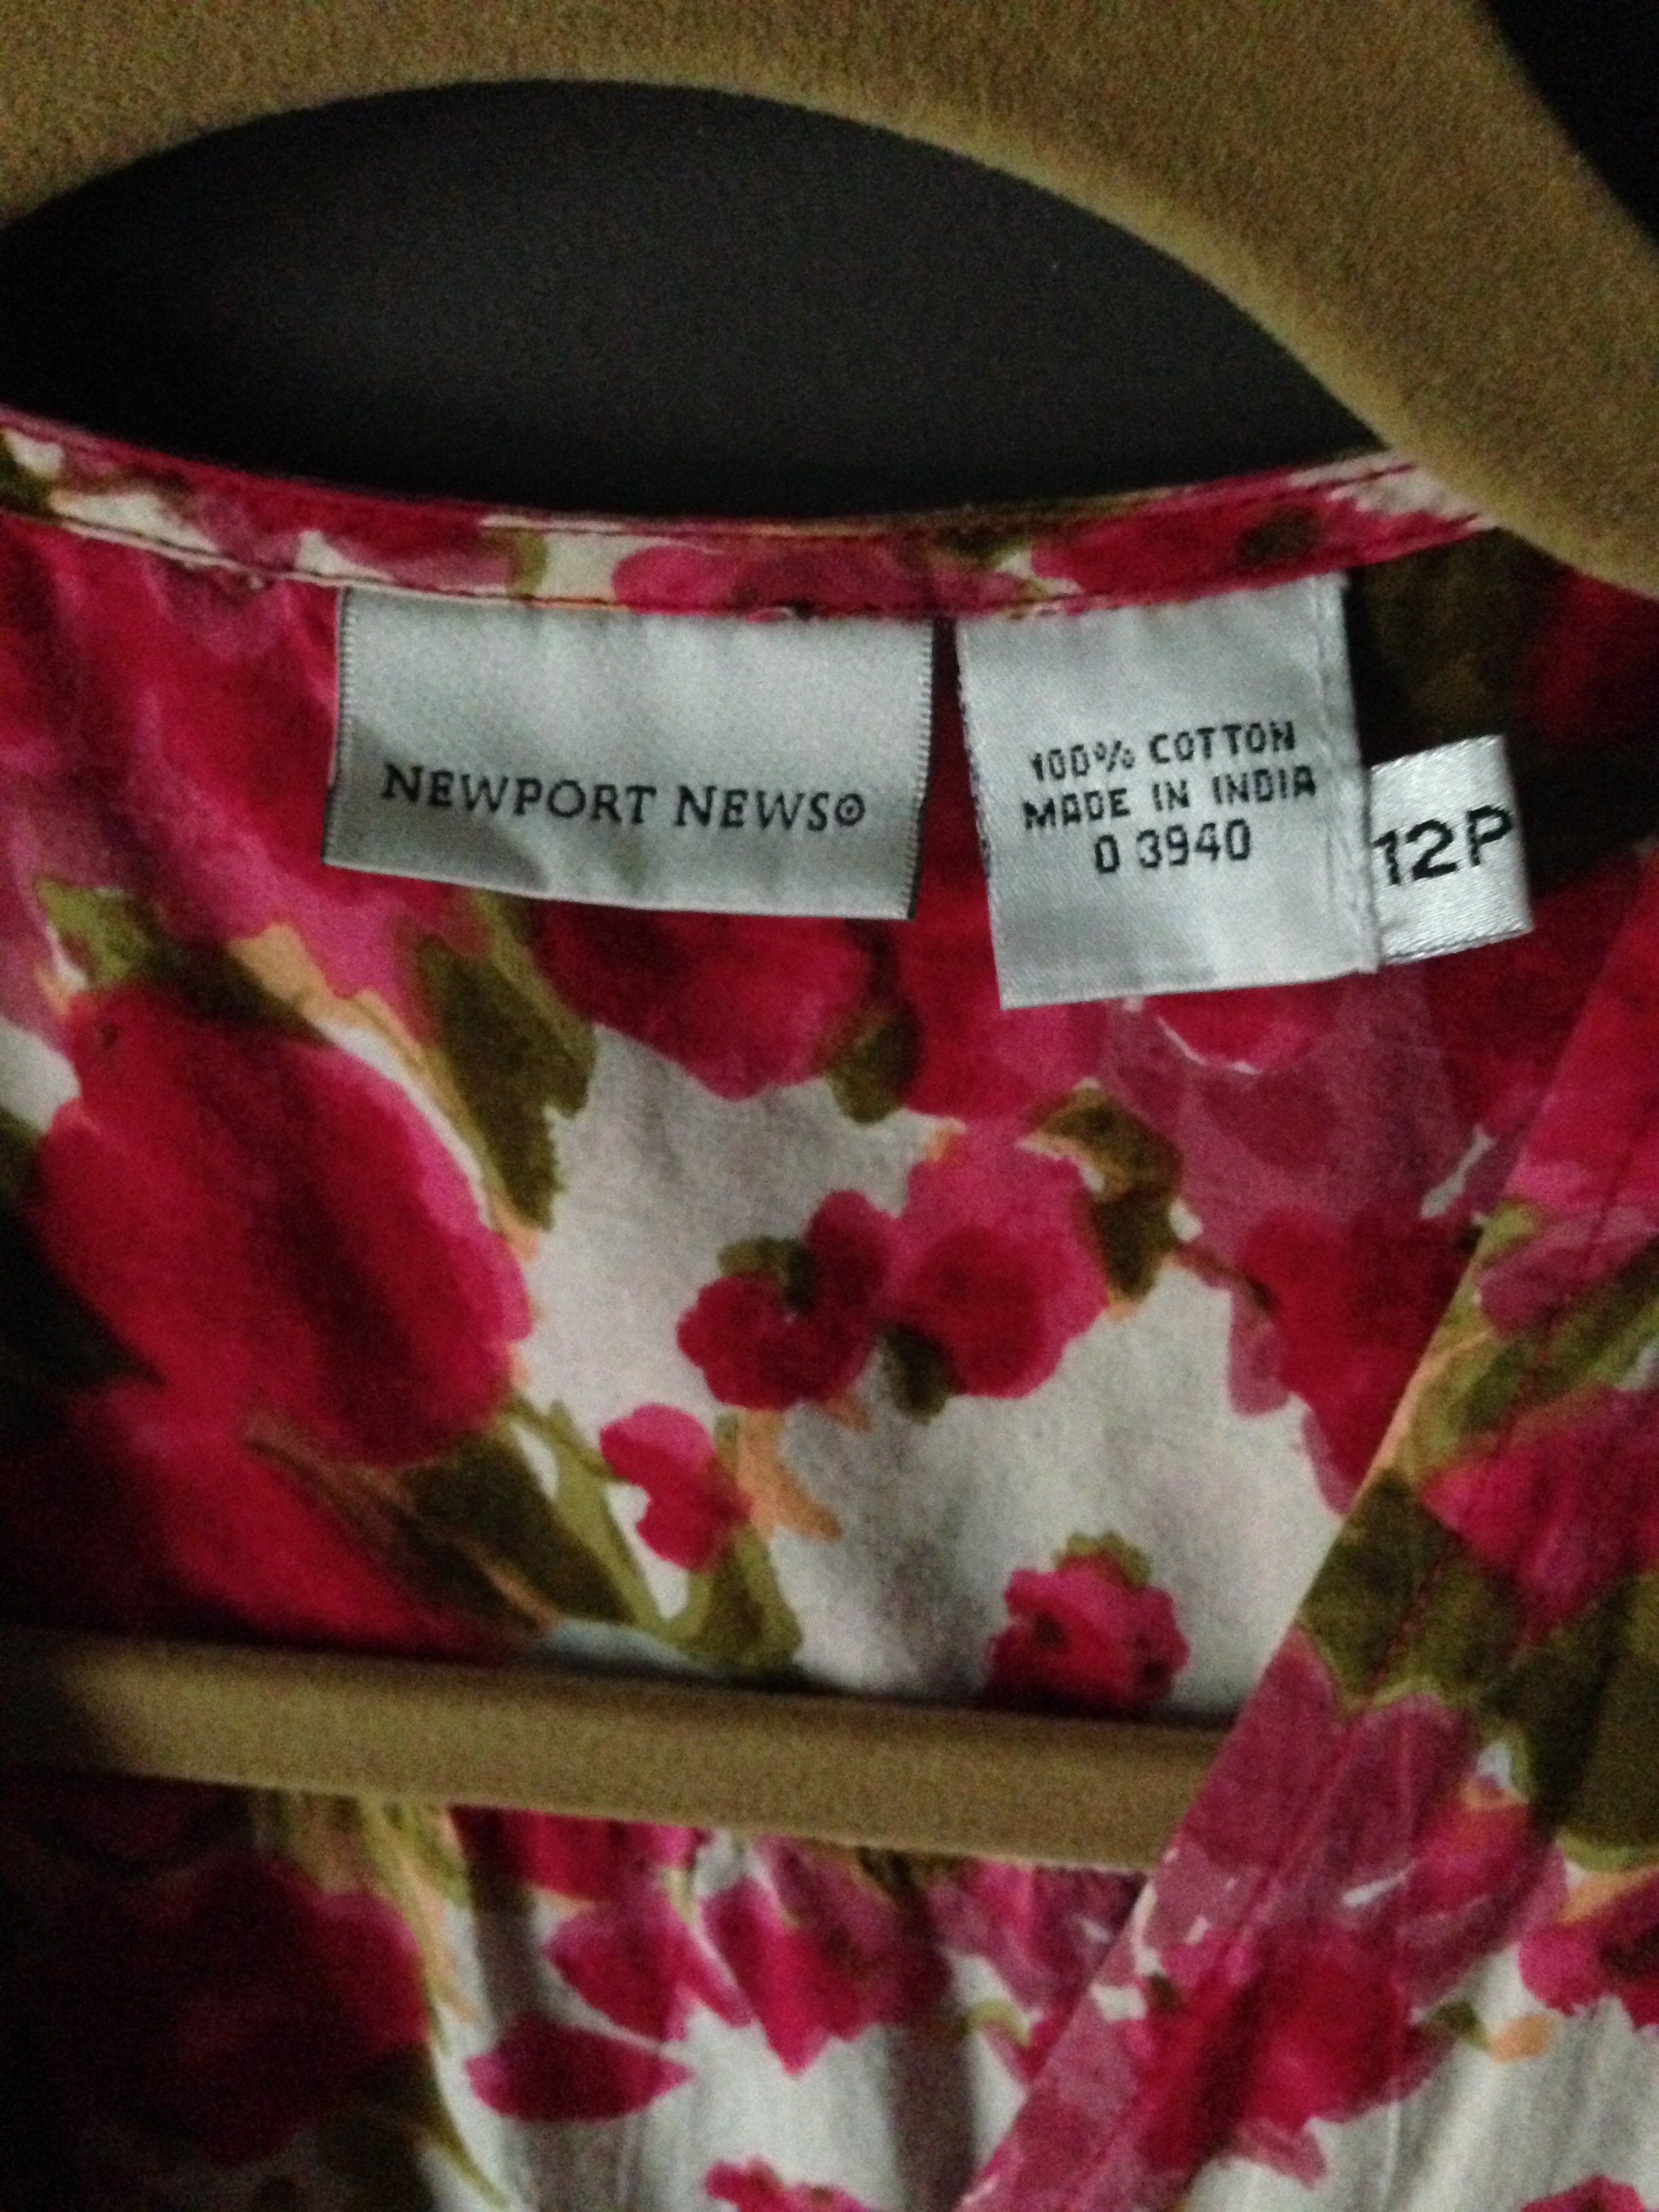 NEWPORT NEWS®
100% COTTON
MADE IN INDIA
0 3940
12P